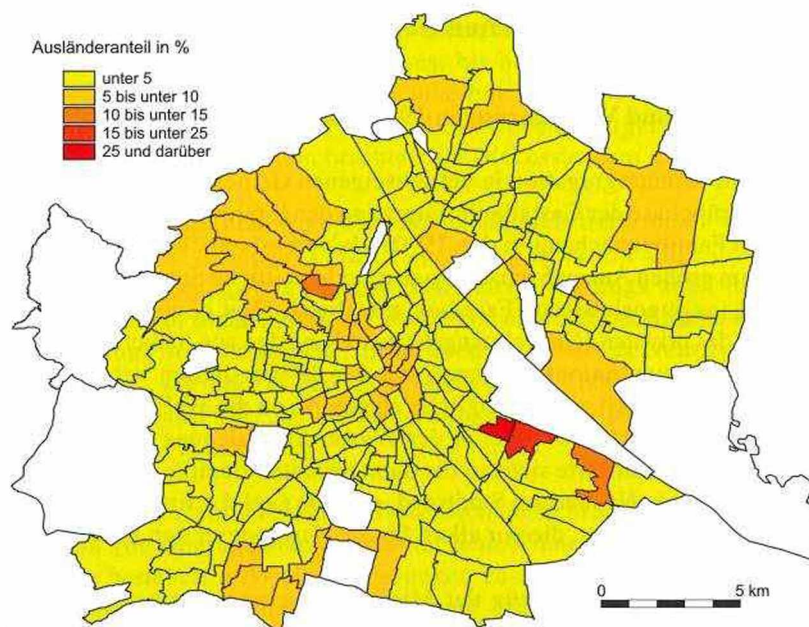 Ausländeranteil in %
unter 5
5 bis unter 10
10 bis unter 15
15 bis unter 25
25 und darüber
0 5 km